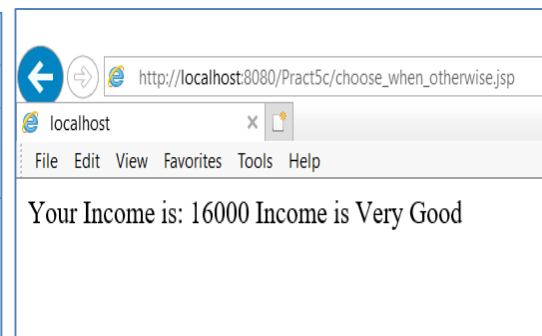 http://localhost:8080/Pract5c/choose_when_otherwise.jsp
localhost
File Edit View Favorites Tools Help
Your Income is: 16000 Income is Very Good